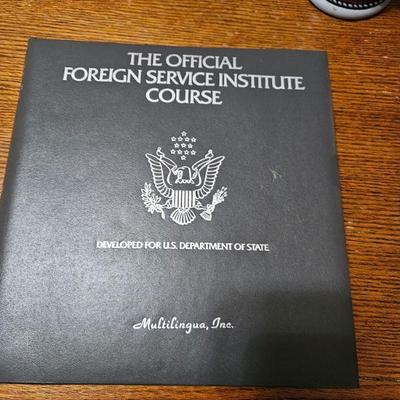 THE OFFICIAL
FOREIGN SERVICE INSTITUTE
COURSE
DEVELOPED FOR U.S. DEPARTMENT OF STATE
Multilingua, Inc.